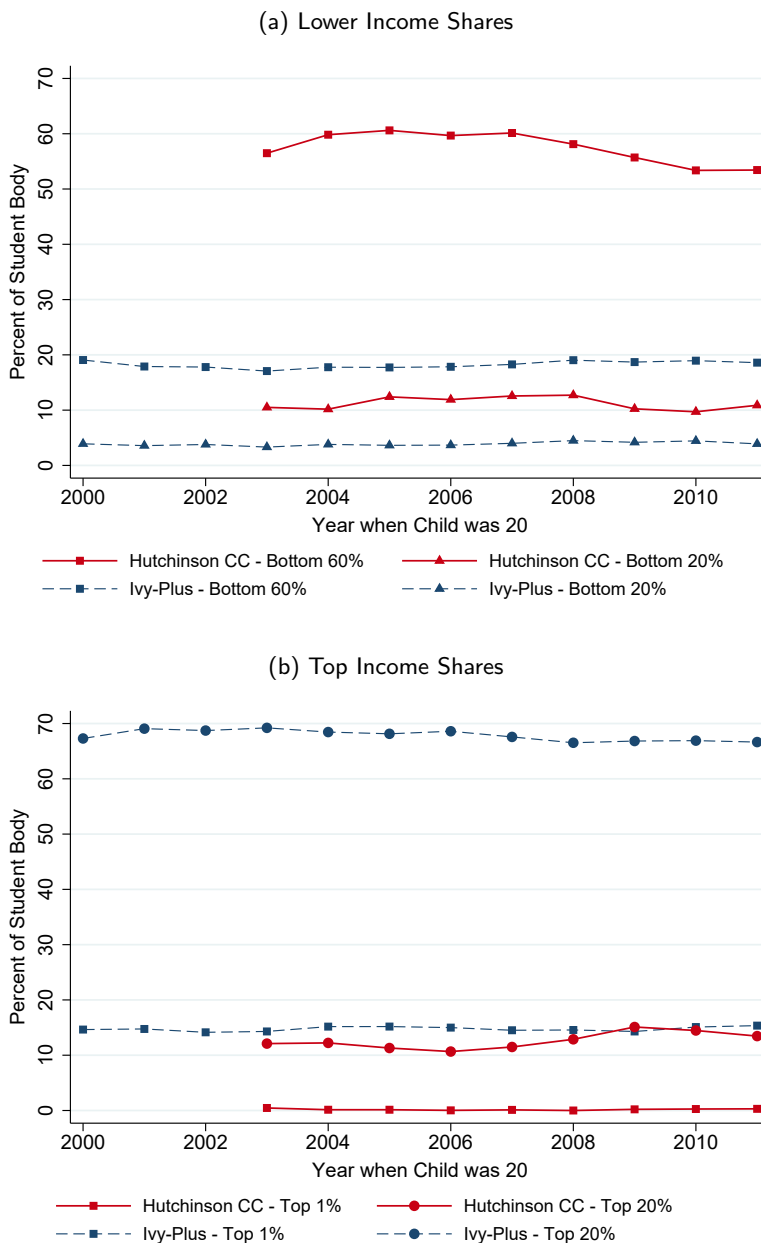 (a) Lower Income Shares
Percent of Student Body
70
60
50
40
30
20
10
0
2000 2002 2004 2006 2008 2010
Year when Child was 20
Hutchinson CC - Bottom 60% Hutchinson CC - Bottom 20%
Ivy-Plus - Bottom 60% Ivy-Plus - Bottom 20%
(b) Top Income Shares
Percent of Student Body
70
60
50
40
30
20
10
0
2000 2002 2004 2006 2008 2010
Year when Child was 20
Hutchinson CC - Top 1% Hutchinson CC - Top 20%
Ivy-Plus - Top 1% Ivy-Plus - Top 20%